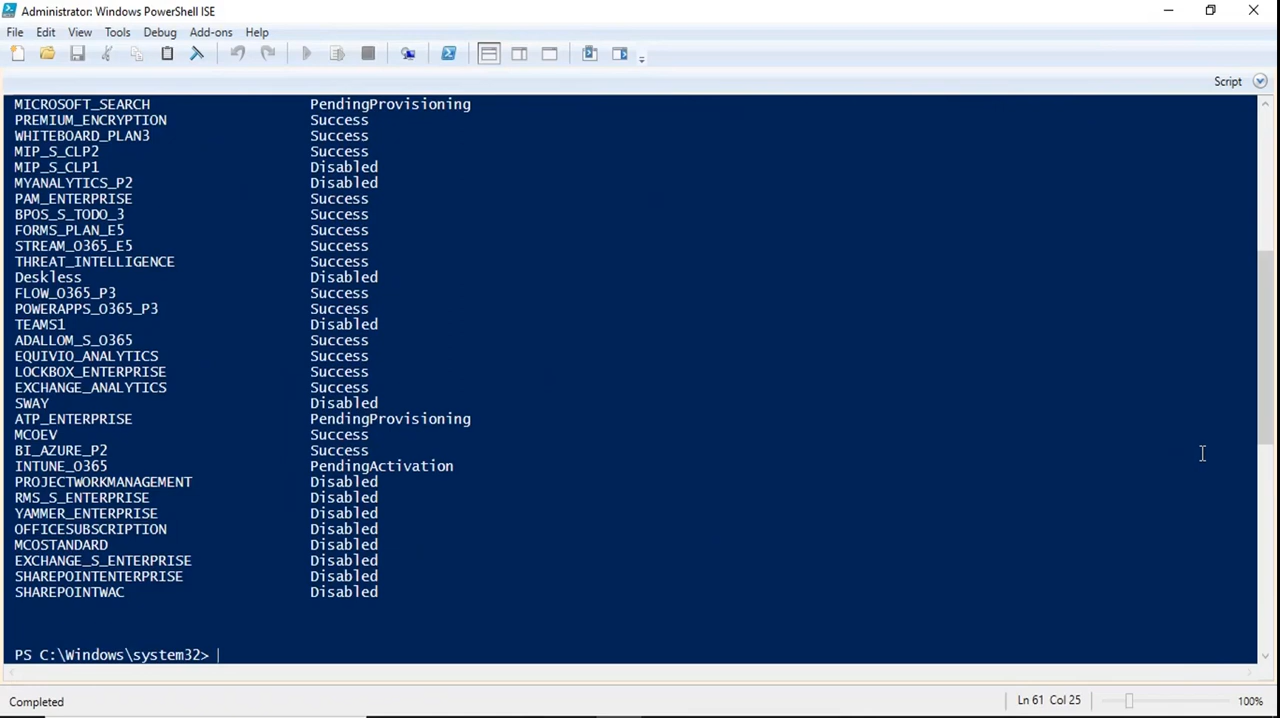 Administrator: Windows PowerShell ISE
File Edit View Tools Debug Add-ons Help
Script
MICROSOFT_SEARCH PendingProvisioning
PREMIUM_ENCRYPTION Success
WHITEBOARD_PLAN3 Success
MIP_S_CLP2 Success
MIP_S_CLP1 Disabled
MYANALYTICS_P2 Disabled
PAM_ENTERPRISE Success
BPOS_S_TODO_3 Success
FORMS_PLAN_E5 Success
STREAM_O365_E5 Success
THREAT_INTELLIGENCE Success
Deskless Disabled
FLOW_O365_P3 Success
POWERAPPS_O365_P3 Success
TEAMS1 Disabled
ADALLOM_S_O365 Success
EQUIVIO_ANALYTICS Success
LOCKBOX_ENTERPRISE Success
EXCHANGE_ANALYTICS Success
SWAY Disabled
ATP_ENTERPRISE PendingProvisioning
MCOEV Success
BI_AZURE_P2 Success
INTUNE_O365 PendingActivation
PROJECTWORKMANAGEMENT Disabled
RMS_S_ENTERPRISE Disabled
YAMMER_ENTERPRISE Disabled
OFFICESUBSCRIPTION Disabled
MCOSTANDARD Disabled
EXCHANGE_S_ENTERPRISE Disabled
SHAREPOINTENTERPRISE Disabled
SHAREPOINTWAC Disabled
PS C:\Windows\system32>
Completed Ln 61 Col 25 100%